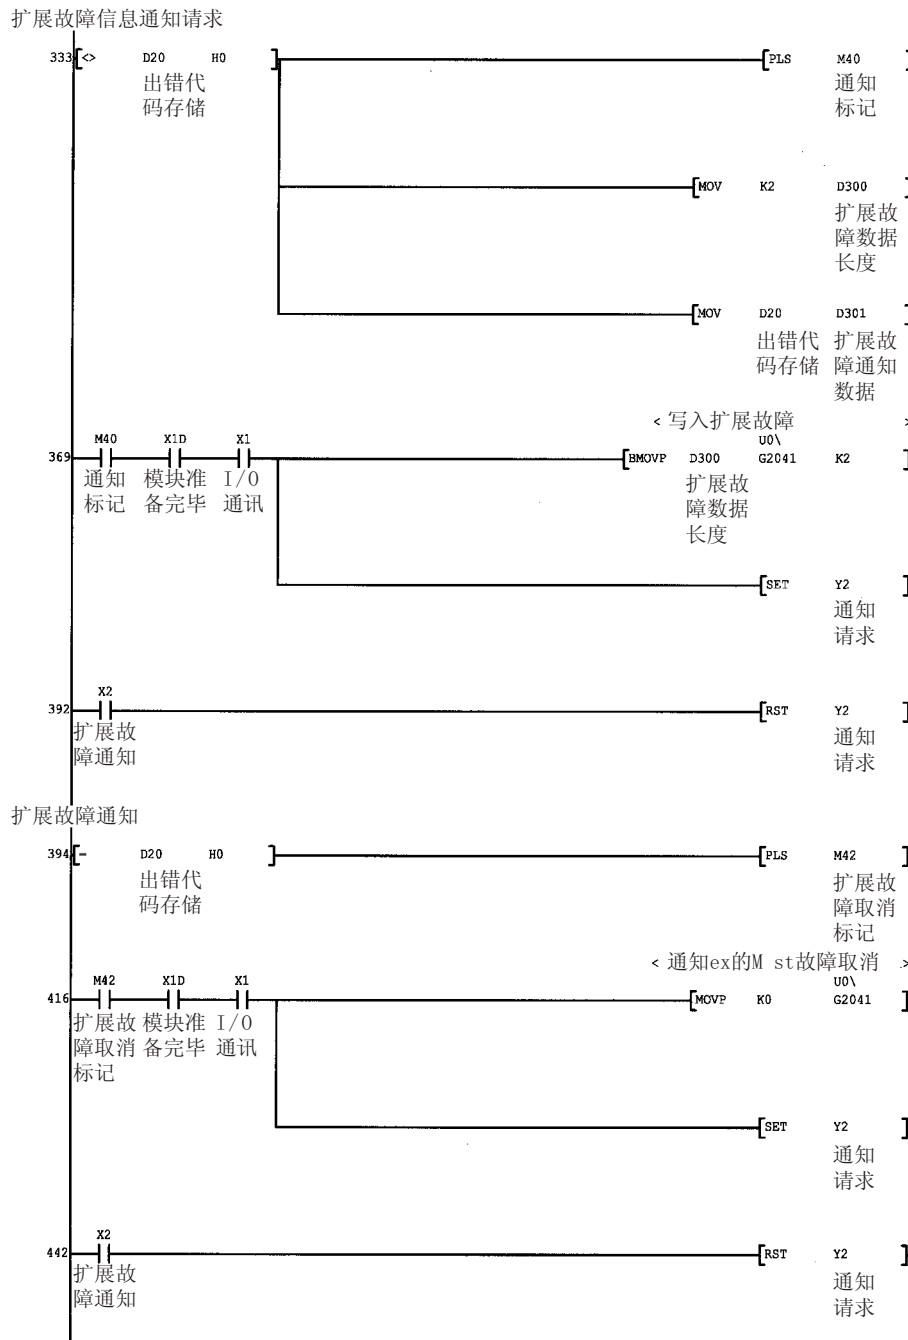 扩展故障信息通知请求
333 <> D20 H0 PLS M40
出错代
码存储
通知
标记
MOV K2 D300
扩展故
障数据
长度
MOV D20 D301
出错代
码存储
扩展故
障通知
数据
< 写入扩展故障 >
M40 X1D X1 U0\
369 BMOVP D300 G2041 K2
通知
标记
模块准
备完毕
I/O
通讯
扩展故
障数据
长度
SET Y2
通知
请求
X2
392 RST Y2
扩展故
障通知
通知
请求
扩展故障通知
394 = D20 H0 PLS M42
出错代
码存储
扩展故
障取消
标记
< 通知ex的M st故障取消 >
M42 X1D X1 U0\
416 MOVP K0 G2041
扩展故
障取消
标记
模块准
备完毕
I/O
通讯
SET Y2
通知
请求
X2
442 RST Y2
扩展故
障通知
通知
请求